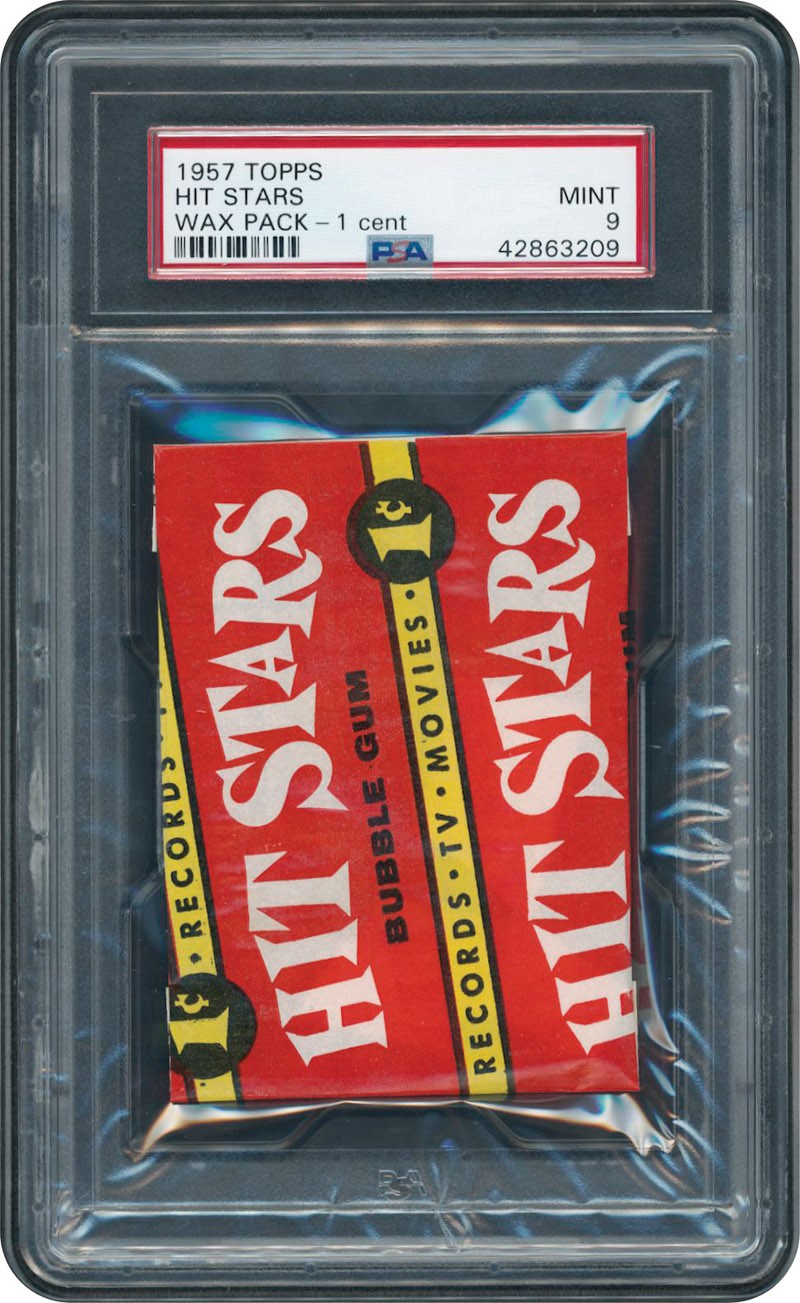 1957 TOPPS
HIT STARS
MINT
WAX PACK – 1 cent
9
PSA
42863209
1¢
HIT STARS
HIT STARS
BUBBLE GUM
RECORDS • TV • MOVIES •
• RECORDS •
1¢
PSA